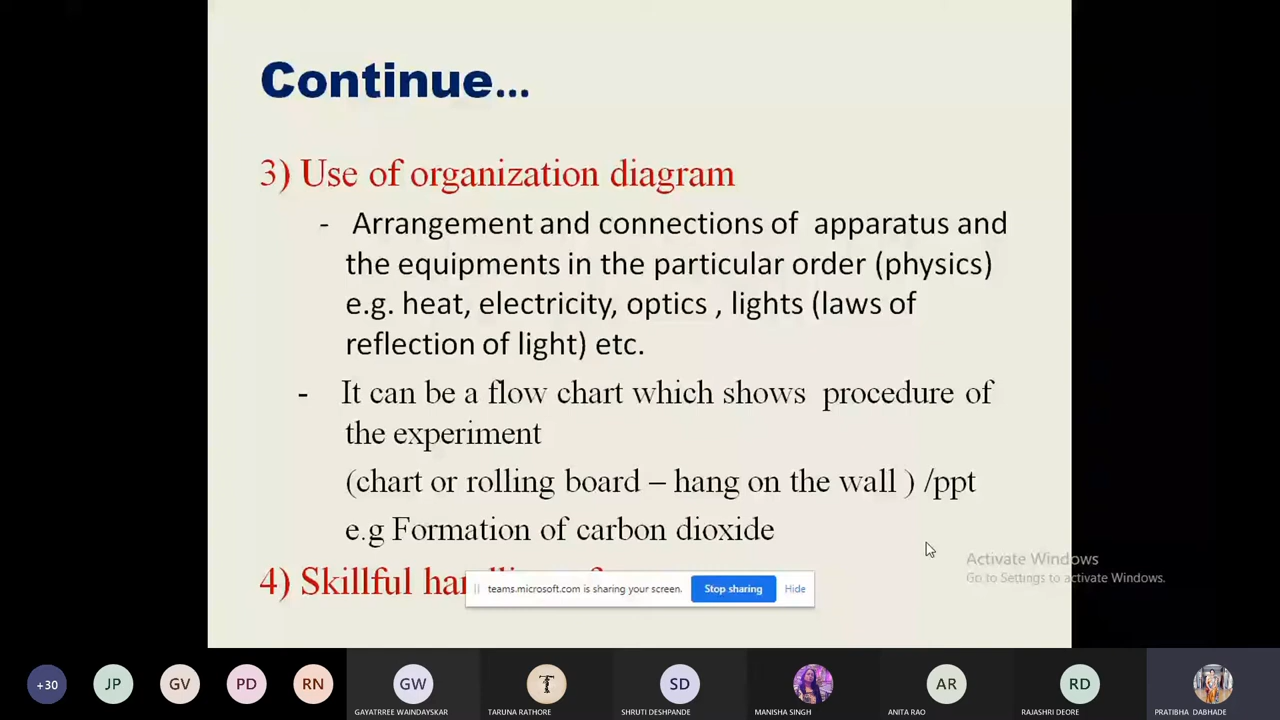 Continue...
3) Use of organization diagram
- Arrangement and connections of apparatus and
the equipments in the particular order (physics)
e.g. heat, electricity, optics , lights (laws of
reflection of light) etc.
- It can be a flow chart which shows procedure of
the experiment
(chart or rolling board – hang on the wall ) /ppt
e.g Formation of carbon dioxide
4) Skillful
teams.microsoft.com is sharing your screen.
Stop sharing
Hide
Activate Windows
Go to Settings to activate Windows.
+30
JP
GV
PD
RN
GW
T
SD
AR
RD
GAYATRREE WAINDAYSKAR
TARUNA RATHORE
SHRUTI DESHPANDE
MANISHA SINGH
ANITA RAO
RAJASHRI DEORE
PRATIBHA DABHADE